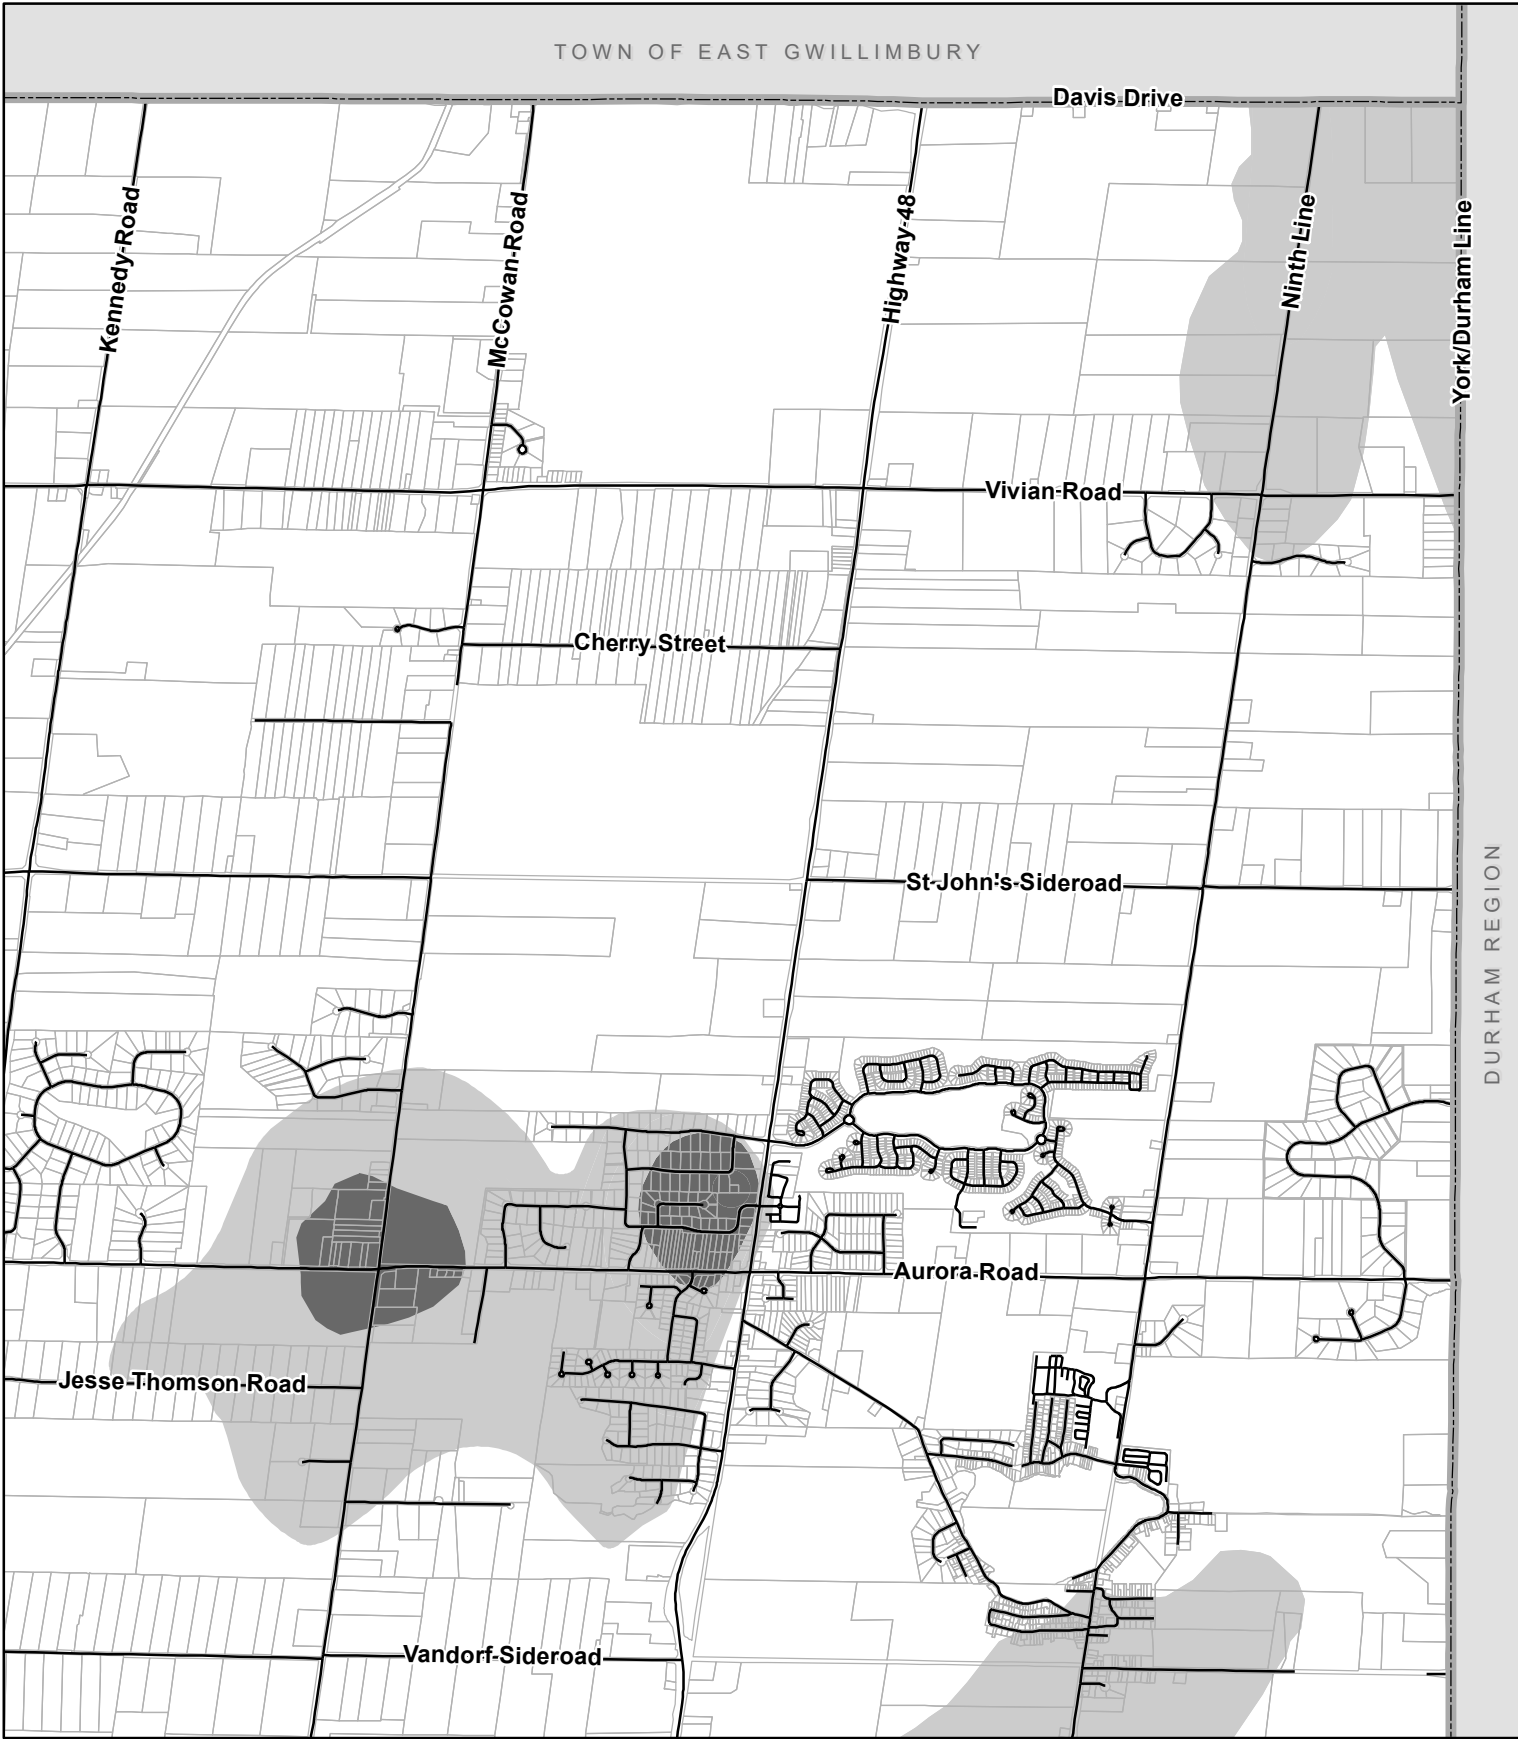 TOWN OF EAST GWILLIMBURY
Davis Drive
Kennedy Road
McCowan Road
Highway 48
Ninth Line
York/Durham Line
Vivian Road
Cherry Street
St John's Sideroad
DURHAM REGION
Aurora Road
Jesse Thomson Road
Vandorf Sideroad